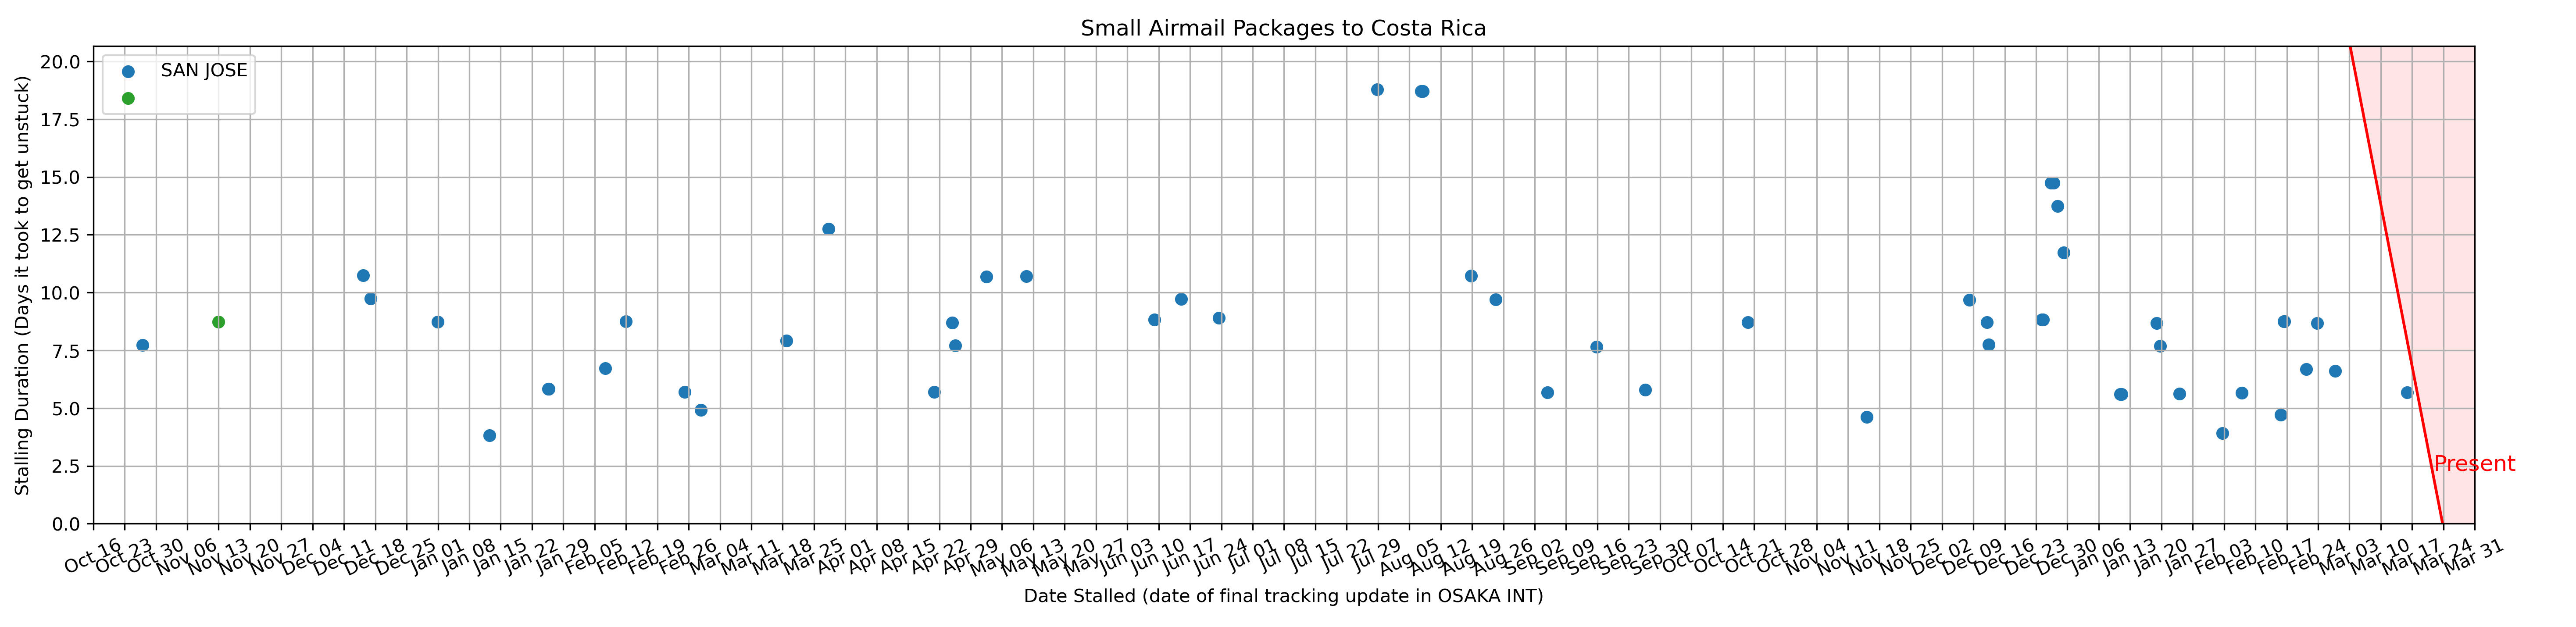 Small Airmail Packages to Costa Rica
SAN JOSE
Stalling Duration (Days it took to get unstuck)
20.0
17.5
15.0
12.5
10.0
7.5
5.0
2.5
0.0
Present
Oct 16 Oct 23 Oct 30 Nov 06 Nov 13 Nov 20 Nov 27 Dec 04 Dec 11 Dec 18 Dec 25 Jan 01 Jan 08 Jan 15 Jan 22 Jan 29 Feb 05 Feb 12 Feb 19 Feb 26 Mar 04 Mar 11 Mar 18 Mar 25 Apr 01 Apr 08 Apr 15 Apr 22 Apr 29 May 06 May 13 May 20 May 27 Jun 03 Jun 10 Jun 17 Jun 24 Jul 01 Jul 08 Jul 15 Jul 22 Jul 29 Aug 05 Aug 12 Aug 19 Aug 26 Sep 02 Sep 09 Sep 16 Sep 23 Sep 30 Oct 07 Oct 14 Oct 21 Oct 28 Nov 04 Nov 11 Nov 18 Nov 25 Dec 02 Dec 09 Dec 16 Dec 23 Dec 30 Jan 06 Jan 13 Jan 20 Jan 27 Feb 03 Feb 10 Feb 17 Feb 24 Mar 03 Mar 10 Mar 17 Mar 24 Mar 31
Date Stalled (date of final tracking update in OSAKA INT)